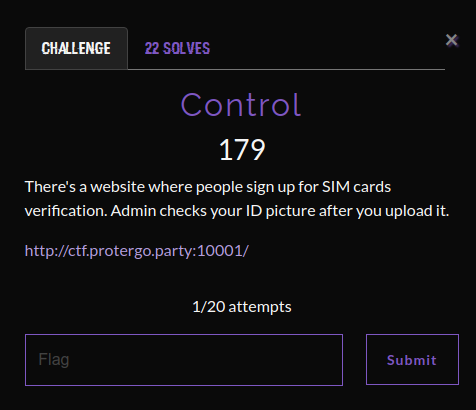 CHALLENGE
22 SOLVES
×
Control
179
There's a website where people sign up for SIM cards
verification. Admin checks your ID picture after you upload it.
http://ctf.protergo.party:10001/
1/20 attempts
Flag
Submit